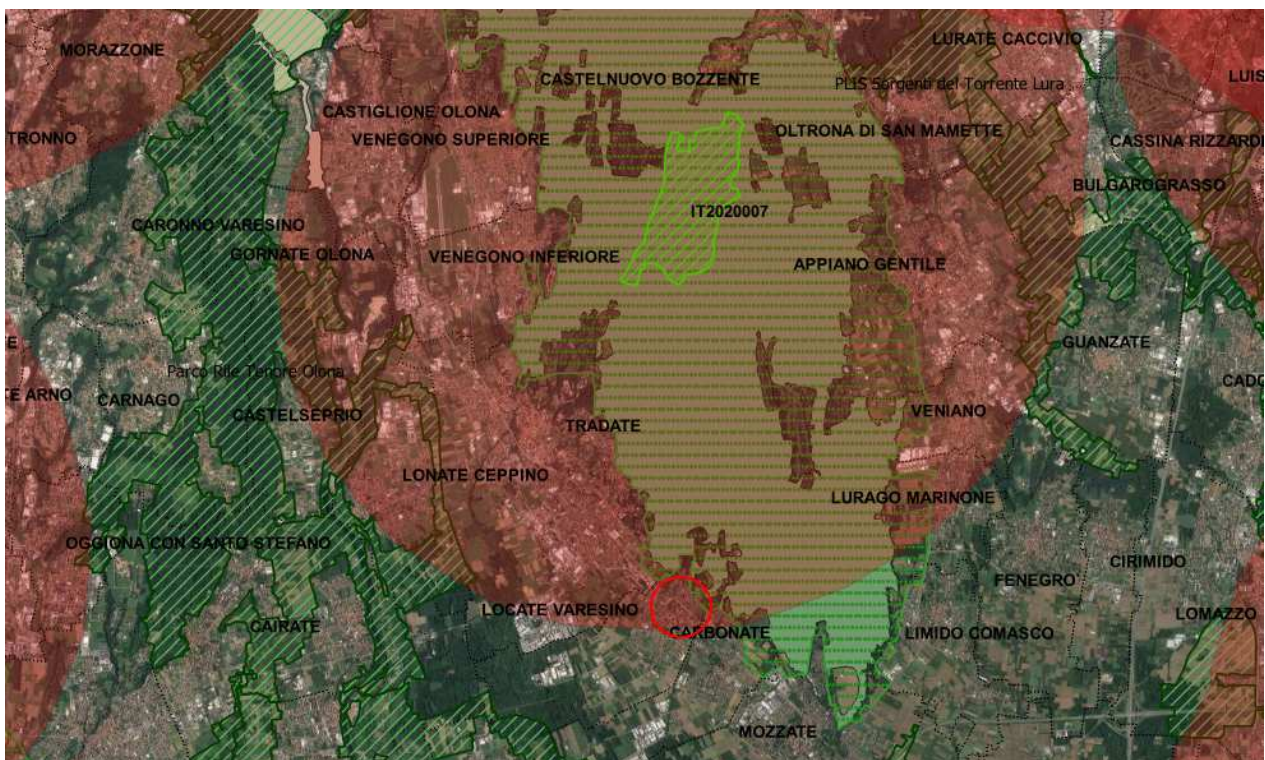 MORAZZONE
LURATE CACCIVIO
CASTELNUOVO BOZZENTE
PLIS Sorgenti del Torrente Lura
LUIS
CASTIGLIONE OLONA
TRONNO
VENEGONO SUPERIORE
OLTRONA DI SAN MAMETTE
CASSINA RIZZARDI
BULGAROGRASSO
IT2020007
CARONNO VARESINO
GORNATE OLONA
VENEGONO INFERIORE
APPIANO GENTILE
E
GUANZATE
Parco Rile Tenore Olona
CADO
TE ARNO
CARNAGO
CASTELSEPRIO
VENIANO
TRADATE
LONATE CEPPINO
LURAGO MARINONE
OGGIONA CON SANTO STEFANO
CIRIMIDO
FENEGRO'
LOCATE VARESINO
LOMAZZO
CAIRATE
CARBONATE
LIMIDO COMASCO
MOZZATE